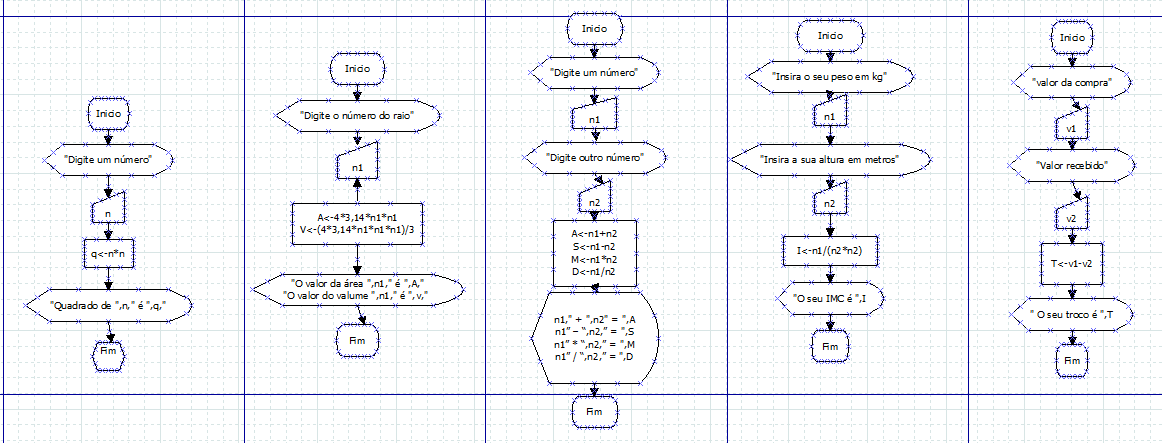 Inicio
"Digite um número"
n
q<-n*n
"Quadrado de ",n," é ",q,
Fim
Inicio
"Digite o número do raio"
n1
A<-4*3,14*n1*n1
V<-(4*3,14*n1*n1*n1)/3
"O valor da área ",n1," é ",A,"
"O valor do volume ",n1," é ",v,"
Fim
Inicio
"Digite um número"
n1
"Digite outro número"
n2
A<-n1+n2
S<-n1-n2
M<-n1*n2
D<-n1/n2
n1," + ",n2" = ",A
n1” – “,n2,” = ”,S
n1” * “,n2,” = ”,M
n1” / “,n2,” = ”,D
Fim
Inicio
"Insira o seu peso em kg"
n1
"Insira a sua altura em metros"
n2
I<-n1/(n2*n2)
"O seu IMC é ",I
Fim
Inicio
"valor da compra"
v1
"Valor recebido"
v2
T<-v1-v2
" O seu troco é ",T
Fim